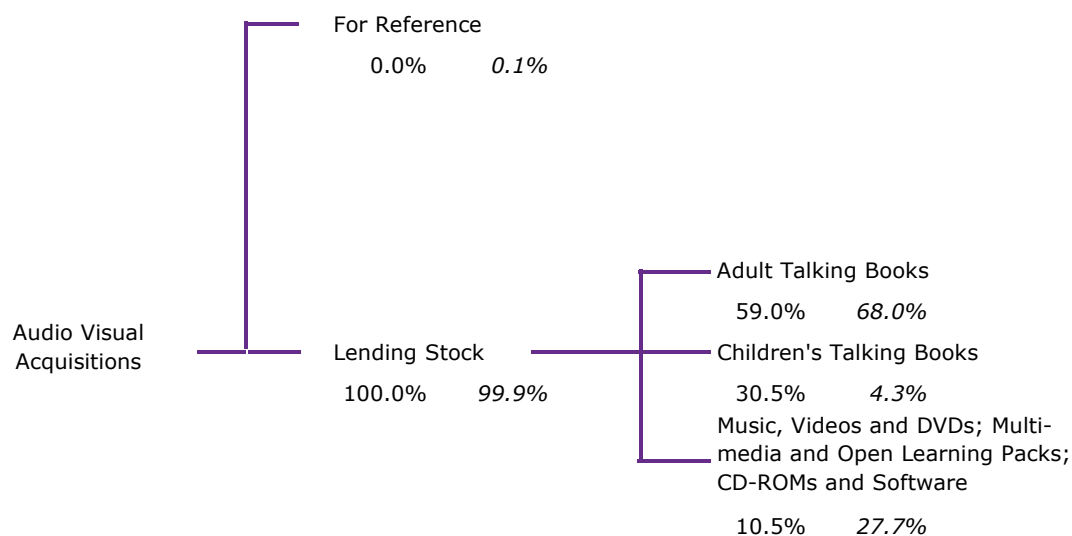 For Reference
0.0% 0.1%
Audio Visual
Acquisitions
Lending Stock
100.0% 99.9%
Adult Talking Books
59.0% 68.0%
Children's Talking Books
30.5% 4.3%
Music, Videos and DVDs; Multi-
media and Open Learning Packs;
CD-ROMs and Software
10.5% 27.7%